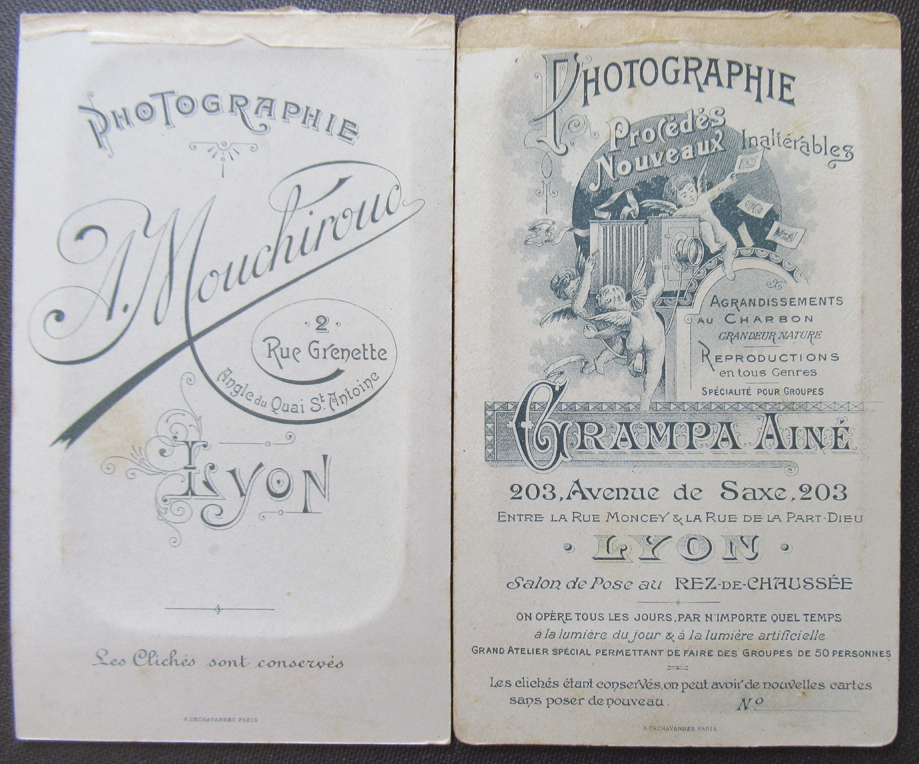 PHOTOGRAPHIE
A. Mouchiroud
2
Rue Grenette
Angle du Quai St. Antoine
LYON
Les Clichés sont conservés
R. DECHAVANNES, PARIS
PHOTOGRAPHIE
Procédés
Nouveaux
Inaltérables
AGRANDISSEMENTS
AU CHARBON
GRANDEUR NATURE
REPRODUCTIONS
en tous Genres
SPÉCIALITÉ POUR GROUPES
GRAMPA AINÉ
203, Avenue de Saxe, 203
ENTRE LA RUE MONCEY & LA RUE DE LA PART-DIEU
· LYON ·
Salon de Pose au REZ-DE-CHAUSSÉE
ON OPÈRE TOUS LES JOURS, PAR N'IMPORTE QUEL TEMPS
à la lumière du jour & à la lumière artificielle
GRAND ATELIER SPÉCIAL PERMETTANT DE FAIRE DES GROUPES DE 50 PERSONNES
Les clichés étant conservés, on peut avoir de nouvelles cartes
sans poser de nouveau. No
R. DECHAVANNES, PARIS